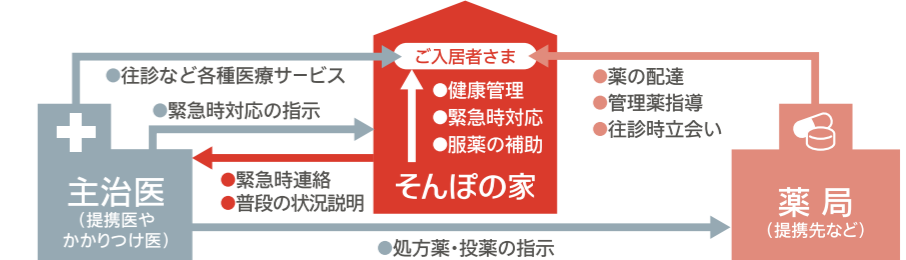 ご入居者さま
●往診など各種医療サービス
●緊急時対応の指示
●健康管理
●緊急時対応
●服薬の補助
そんぽの家
●薬の配達
●管理薬指導
●往診時立会い
主治医
（提携医や
かかりつけ医）
●緊急時連絡
●普段の状況説明
薬局
（提携先など）
●処方薬・投薬の指示